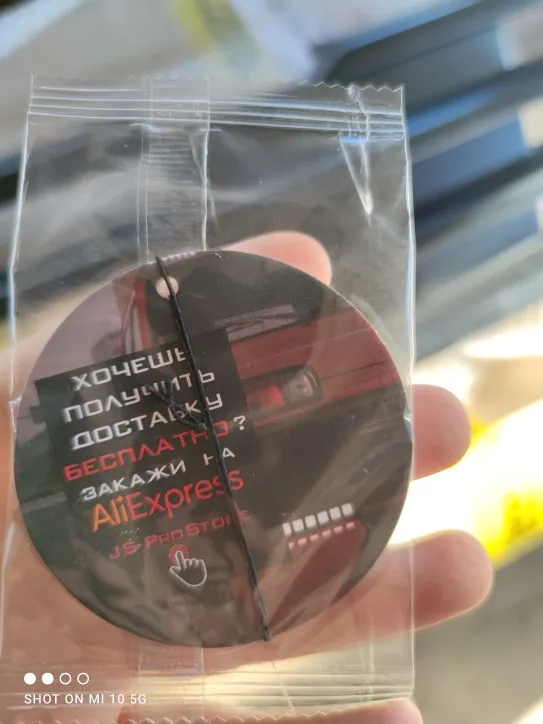 ХОЧЕШЬ
ПОЛУЧИТЬ
ДОСТАВКУ
БЕСПЛАТНО?
ЗАКАЖИ НА
AliExpress
JS-PROSTORE
SHOT ON MI 10 5G